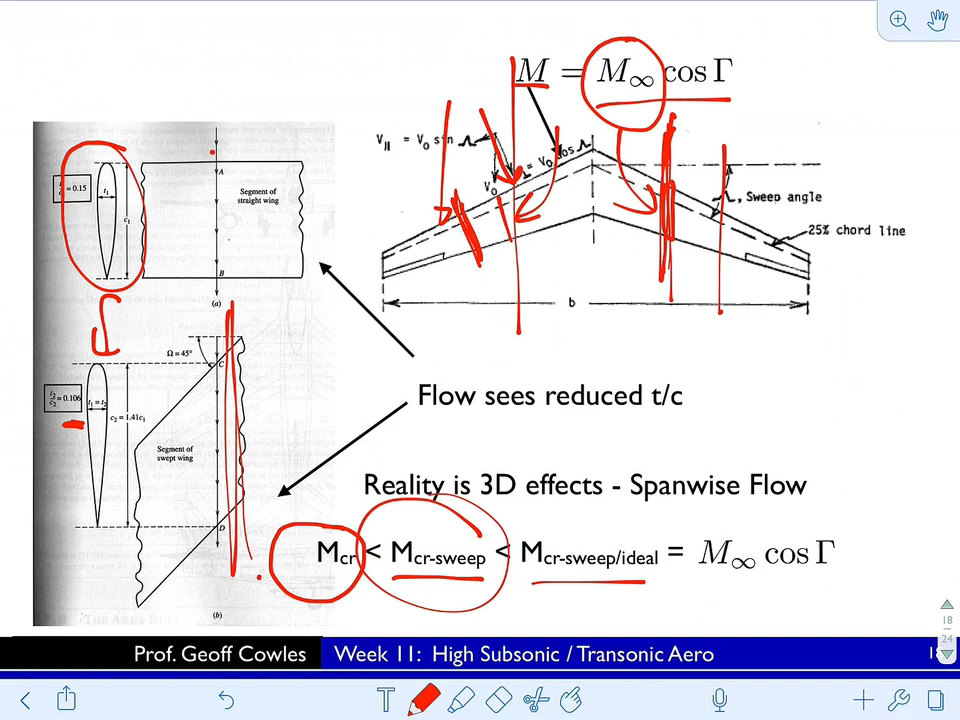 M = M∞ cos Γ
V|| = V₀ sin Λ
= V₀ cos Λ
V₀
Λ, Sweep angle
25% chord line
b
= 0.15
t₁
c₁
A
Segment of
straight wing
B
(a)
Ω = 45°
C
t₂
c₂ = 0.106
t₁ = t₂
c₂ = 1.41c₁
Segment of
swept wing
D
(b)
Flow sees reduced t/c
Reality is 3D effects - Spanwise Flow
Mcr < Mcr-sweep < Mcr-sweep/ideal = M∞ cos Γ
THE AREA
Prof. Geoff Cowles
Week 11: High Subsonic / Transonic Aero
18
24
T